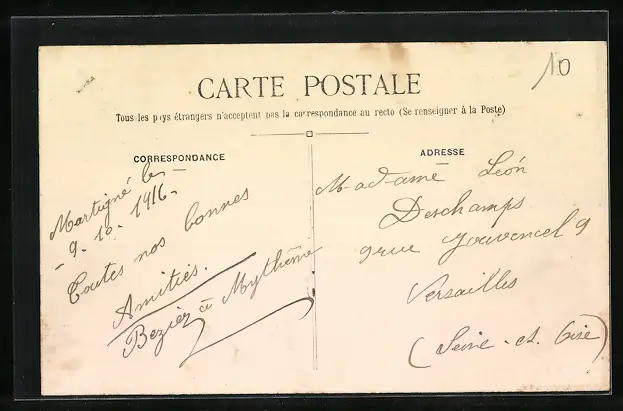 10
CARTE POSTALE
Tous les pays étrangers n'acceptent pas la correspondance au recto (Se renseigner à la Poste)
CORRESPONDANCE
Martigné le
- 9. 10. 1916.
Toutes nos bonnes
Amitiés.
Bezier à Mythème
ADRESSE
Madame Léon
Deschamps
9 rue Jouvencel 9
Versailles
(Seine-et-Oise)